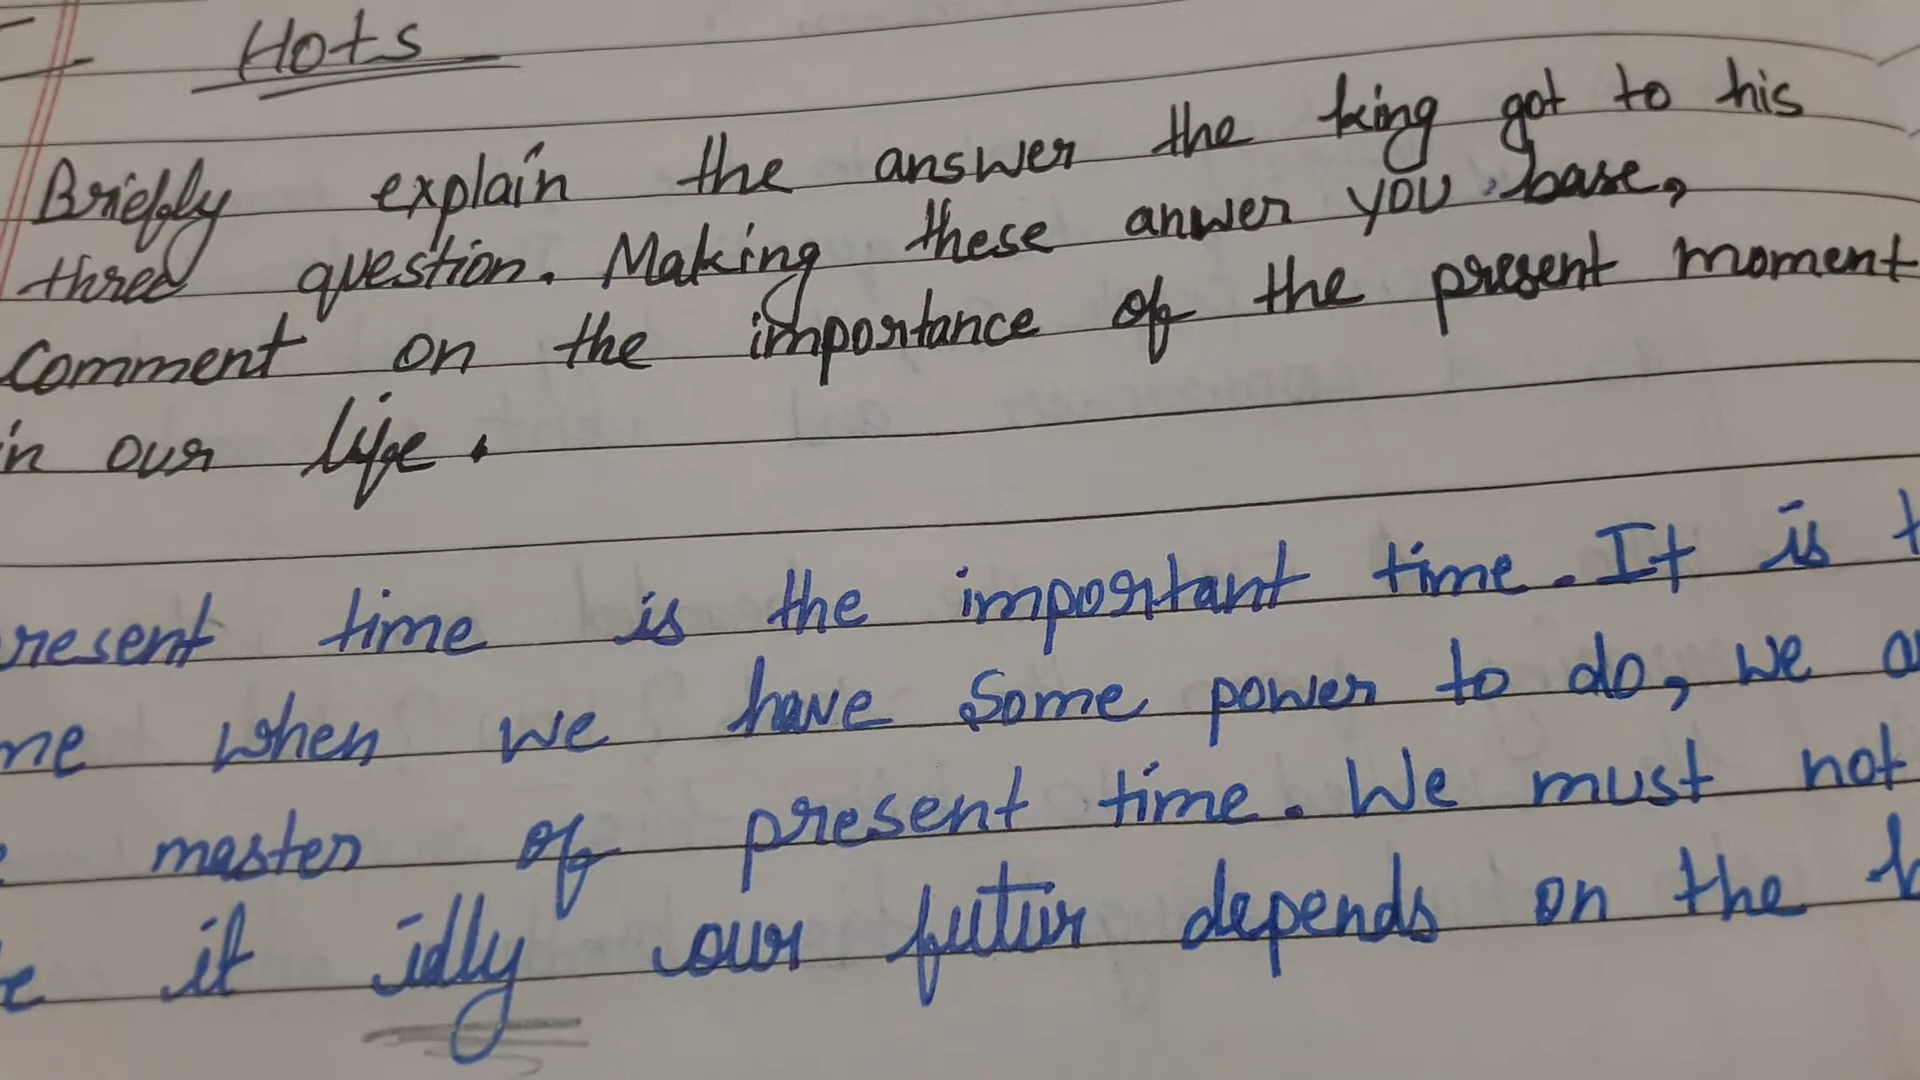 Hots
Briefly explain the answer the king got to his
three question. Making these anwer you base,
comment on the importance of the present moment
in our life.
resent time is the important time. It is t
me when we have some power to do, we a
master of present time. We must not
it idly our futur depends on the